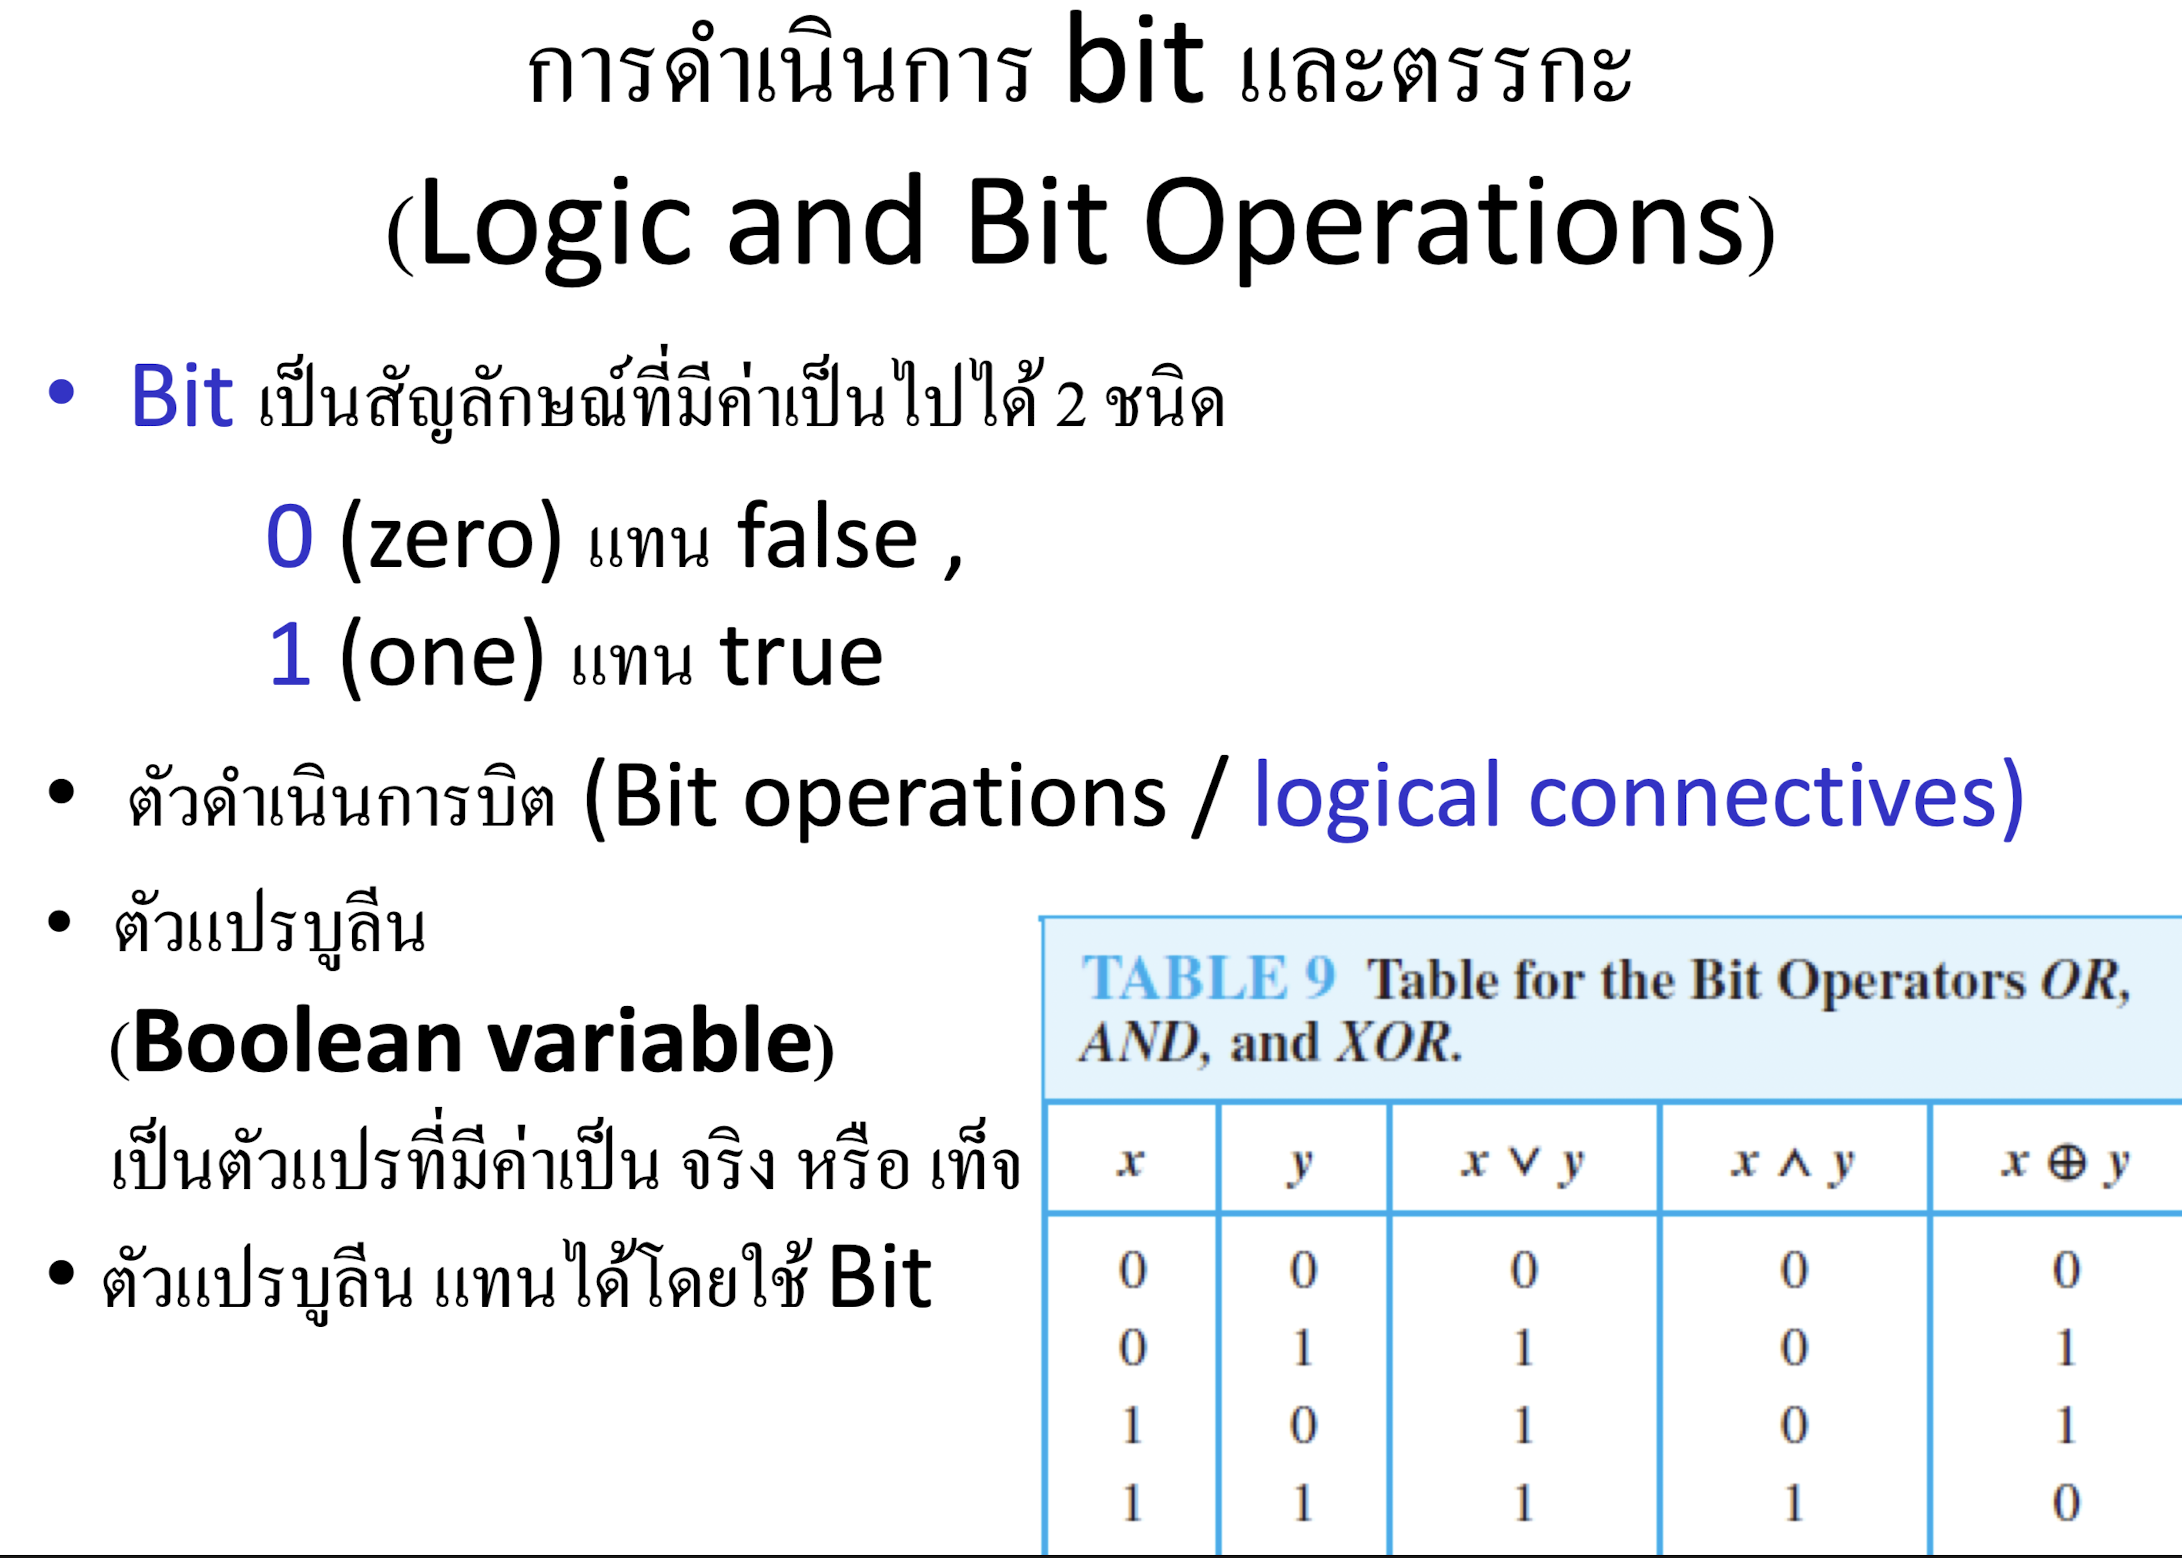 การดำเนินการ bit และตรรกะ
(Logic and Bit Operations)
• Bit เป็นสัญลักษณ์ที่มีค่าเป็นไปได้ 2 ชนิด
0 (zero) แทน false ,
1 (one) แทน true
• ตัวดำเนินการบิต (Bit operations / logical connectives)
• ตัวแปรบูลีน
(Boolean variable)
เป็นตัวแปรที่มีค่าเป็น จริง หรือ เท็จ
• ตัวแปรบูลีน แทนได้โดยใช้ Bit
TABLE 9 Table for the Bit Operators OR,
AND, and XOR.
x y x ∨ y x ∧ y x ⊕ y
0 0 0 0 0
0 1 1 0 1
1 0 1 0 1
1 1 1 1 0